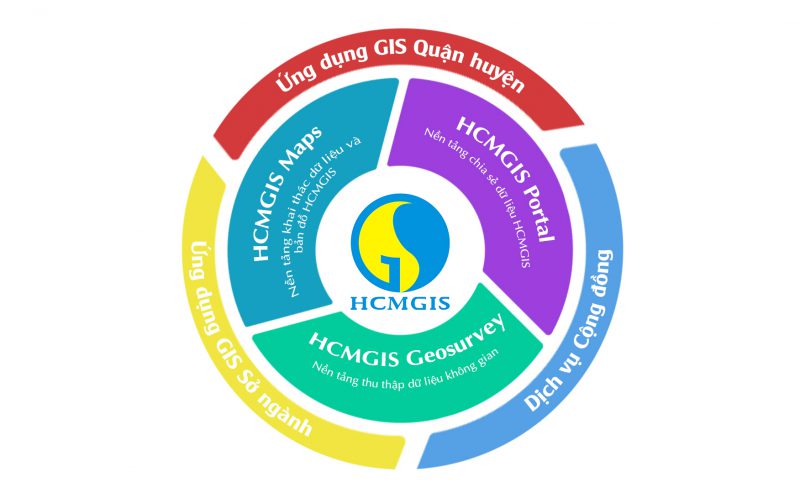 Ứng dụng GIS Quận huyện
HCMGIS Maps
Nền tảng khai thác dữ liệu và
bản đồ HCMGIS
HCMGIS Portal
Nền tảng chia sẻ dữ liệu HCMGIS
HCMGIS
HCMGIS Geosurvey
Nền tảng thu thập dữ liệu không gian
Ứng dụng GIS Sở ngành
Dịch vụ Cộng đồng